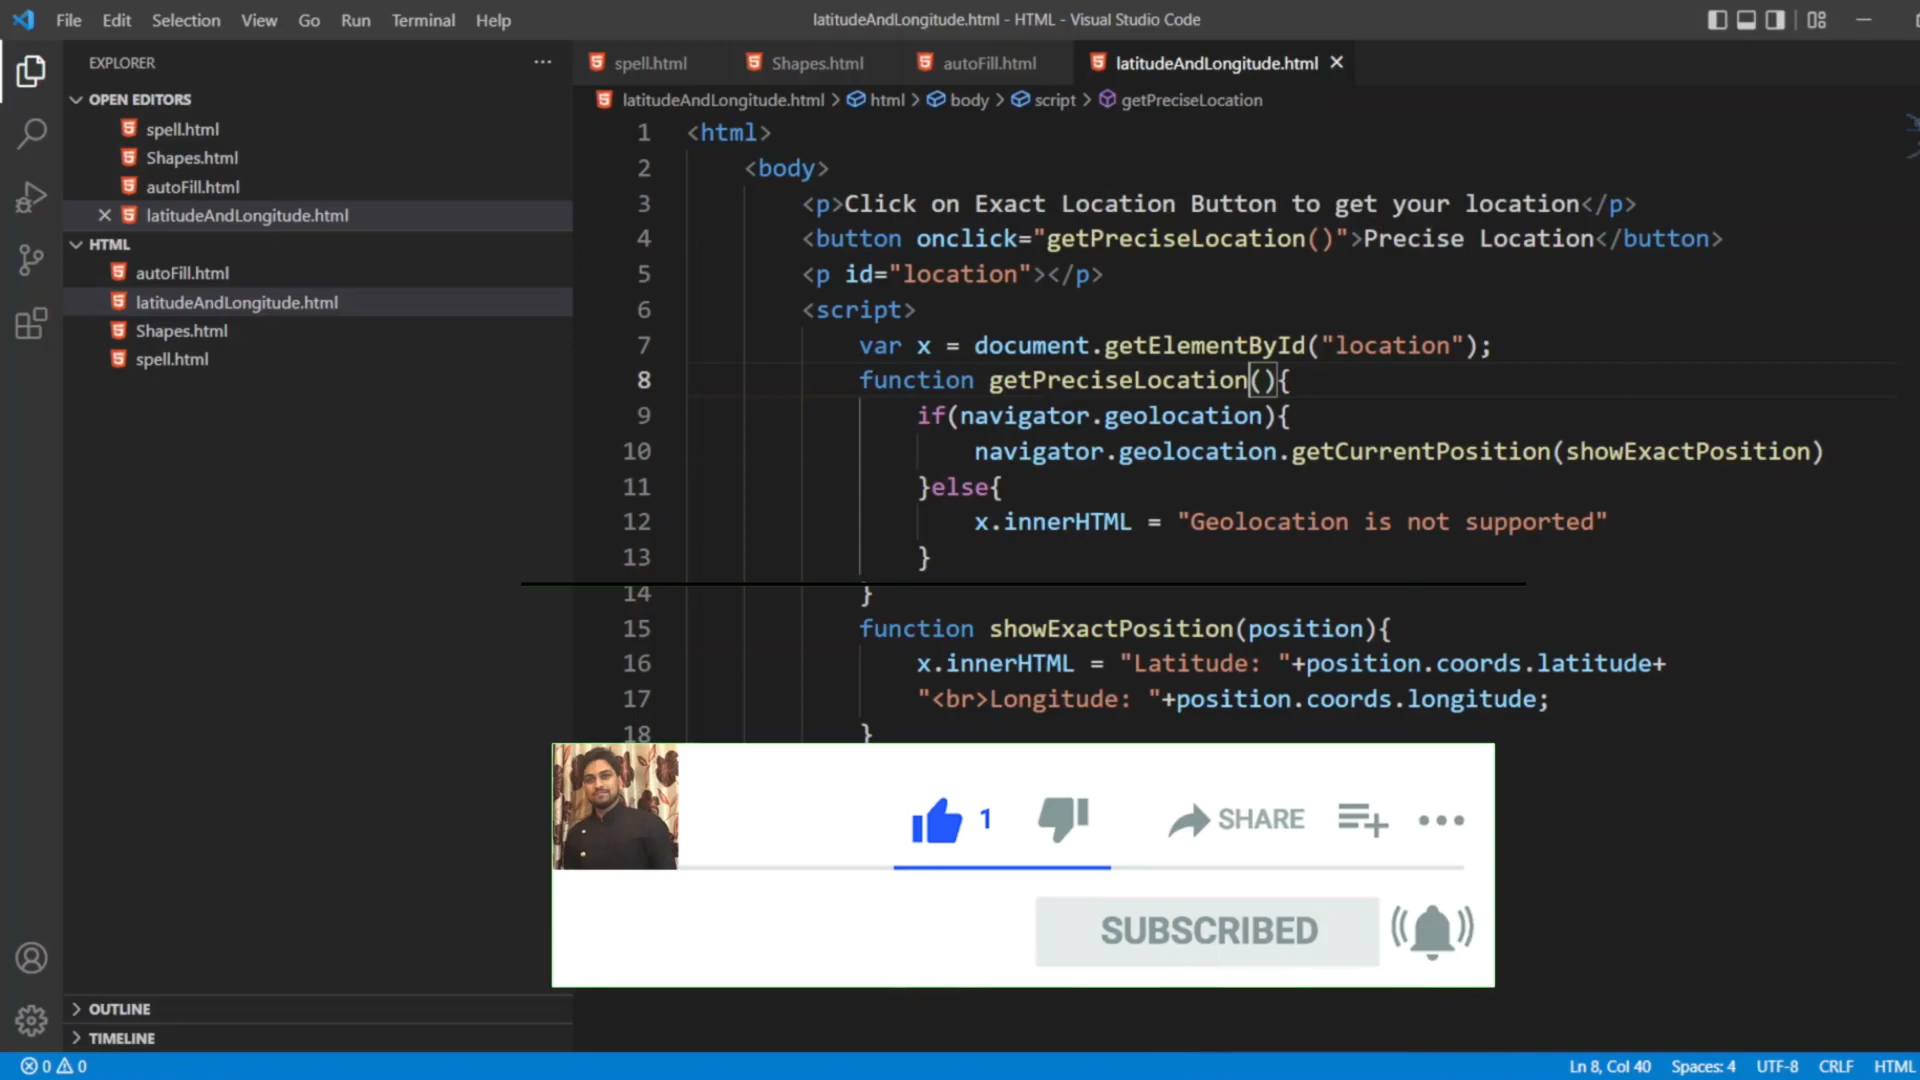 File Edit Selection View Go Run Terminal Help
latitudeAndLongitude.html - HTML - Visual Studio Code
EXPLORER
OPEN EDITORS
spell.html
Shapes.html
autoFill.html
latitudeAndLongitude.html
HTML
autoFill.html
latitudeAndLongitude.html
Shapes.html
spell.html
OUTLINE
TIMELINE
spell.html Shapes.html autoFill.html latitudeAndLongitude.html
latitudeAndLongitude.html > html > body > script > getPreciseLocation
1 <html>
2 <body>
3 <p>Click on Exact Location Button to get your location</p>
4 <button onclick="getPreciseLocation()">Precise Location</button>
5 <p id="location"></p>
6 <script>
7 var x = document.getElementById("location");
8 function getPreciseLocation(){
9 if(navigator.geolocation){
10 navigator.geolocation.getCurrentPosition(showExactPosition)
11 }else{
12 x.innerHTML = "Geolocation is not supported"
13 }
14 }
15 function showExactPosition(position){
16 x.innerHTML = "Latitude: "+position.coords.latitude+
17 "<br>Longitude: "+position.coords.longitude;
18 }
1 SHARE
SUBSCRIBED
0 0 Ln 8, Col 40 Spaces: 4 UTF-8 CRLF HTML